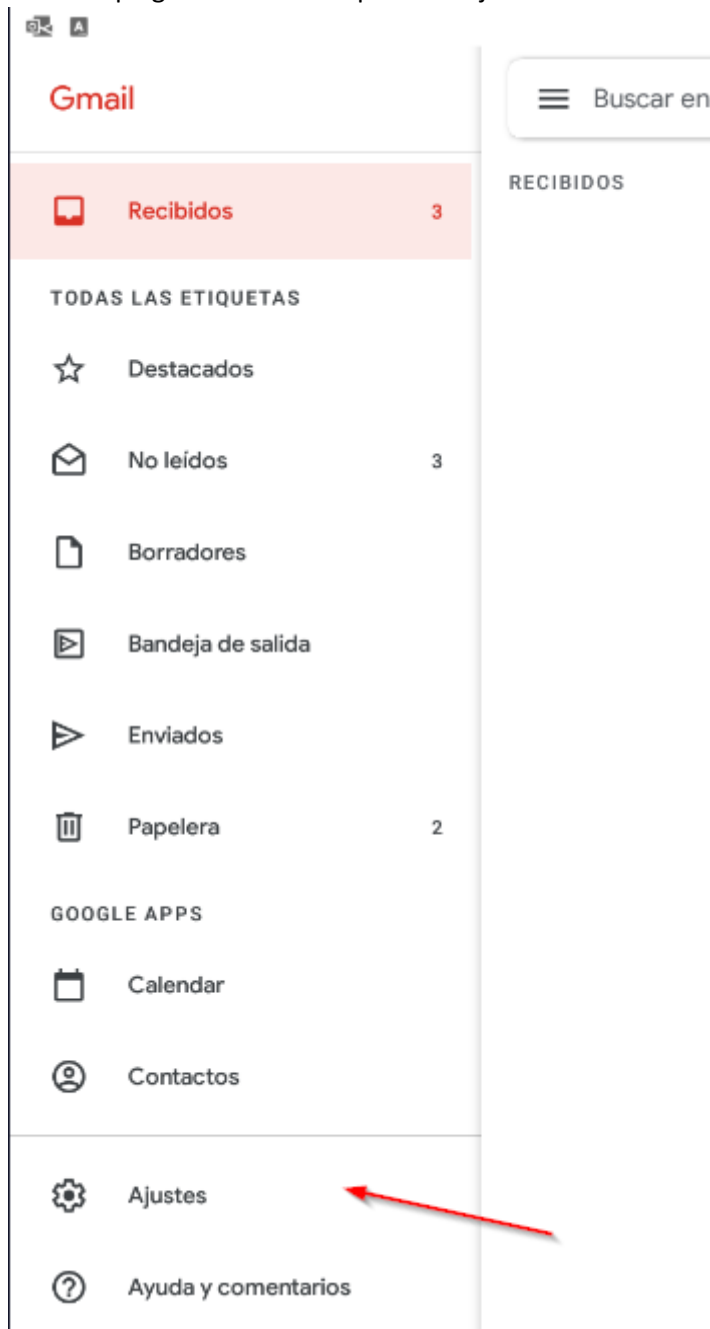 Gmail
Buscar en
RECIBIDOS
Recibidos 3
TODAS LAS ETIQUETAS
Destacados
No leídos 3
Borradores
Bandeja de salida
Enviados
Papelera 2
GOOGLE APPS
Calendar
Contactos
Ajustes
Ayuda y comentarios